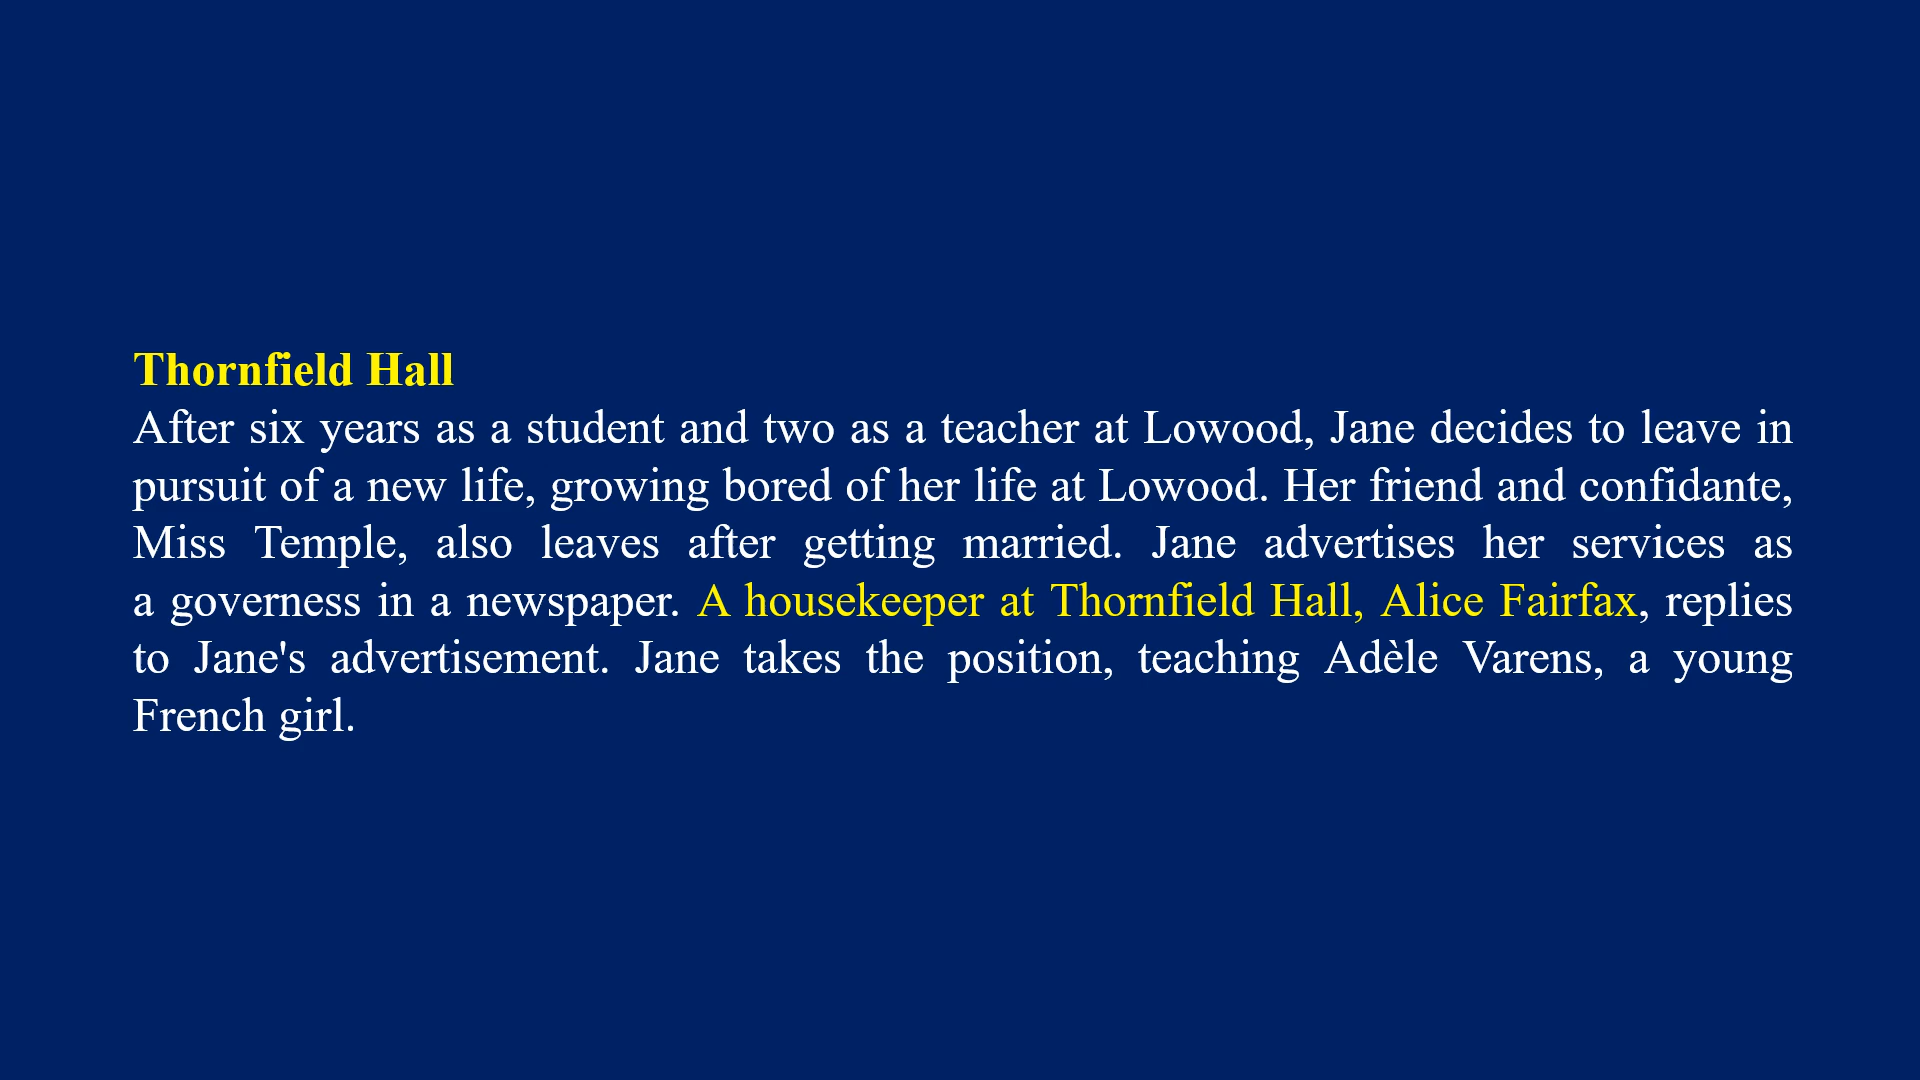 Thornfield Hall
After six years as a student and two as a teacher at Lowood, Jane decides to leave in
pursuit of a new life, growing bored of her life at Lowood. Her friend and confidante,
Miss Temple, also leaves after getting married. Jane advertises her services as
a governess in a newspaper. A housekeeper at Thornfield Hall, Alice Fairfax, replies
to Jane's advertisement. Jane takes the position, teaching Adèle Varens, a young
French girl.